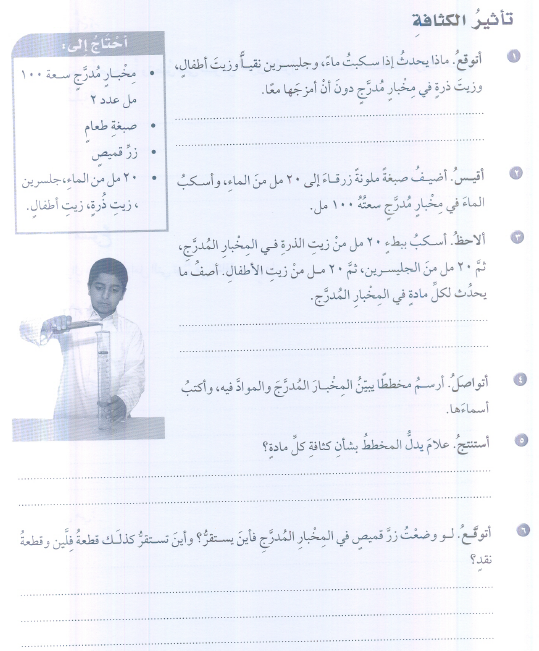 تأثيرُ الكثافةِ
أحتاجُ إلى:
مِخْبارٍ مُدرَّجٍ سعة ١٠٠
مل عدد ٢
صبغةِ طعامٍ
زرِّ قميصٍ
٢٠ مل من الماءِ، جلسرين
، زيتِ ذُرةٍ، زيتِ أطفالٍ.
١ أتوقعُ. ماذا يحدثُ إذا سكبتُ ماءً، وجليسرين نقياًّ وزيتَ أطفالٍ،
وزيتَ ذرةٍ في مِخبارٍ مُدرَّجٍ دونَ أنْ أمزجَها معًا.
٢ أقيسُ. أضيفُ صبغةً ملونةً زرقاءَ إلى ٢٠ مل منَ الماءِ، وأسكبُ
الماءَ في مِخبارٍ مُدرَّجٍ سعتُهُ ١٠٠ مل.
٣ ألاحظُ. أسكبُ ببطءٍ ٢٠ مل منْ زيتِ الذرةِ في المِخبارِ المُدرَّجِ،
ثمَّ ٢٠ مل منَ الجليسرين، ثمَّ ٢٠ مل منْ زيتِ الأطفالِ. أصفُ ما
يحدُث لكلِّ مادةٍ في المِخبارِ المُدرَّجِ.
٤ أتواصَلُ. أرسمُ مخططًا يبيّنُ المِخبارَ المُدرَّجَ والموادَّ فيه، وأكتبُ
أسماءَها.
٥ أستنتجُ. علامَ يدلُّ المخططُ بشأنِ كثافةِ كلِّ مادةٍ؟
٦ أتوقَّعُ. لو وضعْتُ زرَّ قميصٍ في المِخْبارِ المُدرَّجِ فأينَ يستقرُّ؟ وأينَ تستقرُّ كذلكَ قطعةُ فِلّين وقطعةُ
نقدٍ؟